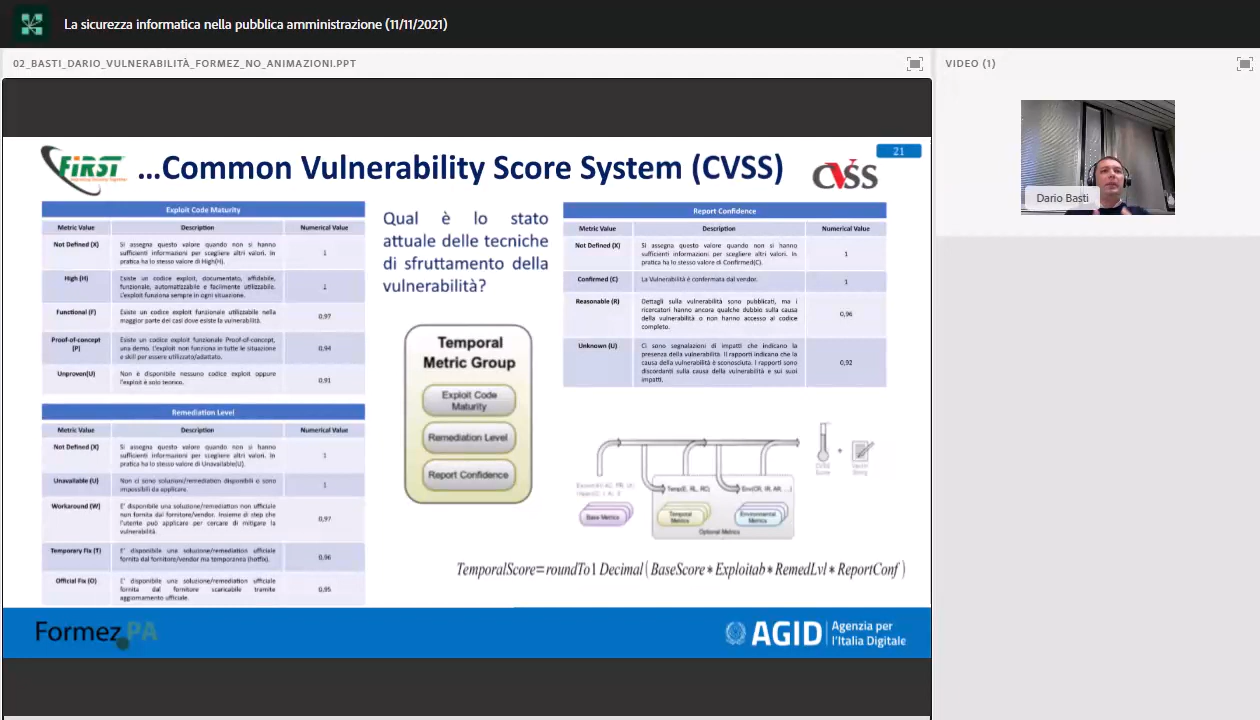 La sicurezza informatica nella pubblica amministrazione (11/11/2021)
02_BASTI_DARIO_VULNERABILITÀ_FORMEZ_NO_ANIMAZIONI.PPT
VIDEO (1)
Dario Basti
FIRST
...Common Vulnerability Score System (CVSS)
CVSS
21
Exploit Code Maturity
Metric Value Description Numerical Value
Not Defined (X)
Si assegna questo valore quando non si hanno
sufficienti informazioni per scegliere altri valori. In
pratica ha lo stesso valore di High(H).
1
High (H)
Esiste un codice exploit, documentato, affidabile,
funzionale, automatizzabile e facilmente utilizzabile.
L'exploit funziona sempre in ogni situazione.
1
Functional (F)
Esiste un codice exploit funzionale utilizzabile nella
maggior parte dei casi dove esiste la vulnerabilità.
0,97
Proof-of-concept
(P)
Esiste un codice exploit funzionale Proof-of-concept,
una demo. L'exploit non funziona in tutte le situazione
e skill per essere utilizzato/adattato.
0,94
Unproven(U)
Non è disponibile nessuno codice exploit oppure
l'exploit è solo teorico.
0,91
Remediation Level
Metric Value Description Numerical Value
Not Defined (X)
Si assegna questo valore quando non si hanno
sufficienti informazioni per scegliere altri valori. In
pratica ha lo stesso valore di Unavailable(U).
1
Unavailable (U)
Non ci sono soluzioni/remediation disponibili o sono
impossibili da applicare.
1
Workaround (W)
E' disponibile una soluzione/remediation non ufficiale
non fornita dal fornitore/vendor. Insieme di step che
l'utente può applicare per cercare di mitigare la
vulnerabilità.
0,97
Temporary Fix (T)
E' disponibile una soluzione/remediation ufficiale
fornita dal fornitore/vendor ma temporanea (hotfix).
0,96
Official Fix (O)
E' disponibile una soluzione/remediation ufficiale
fornita dal fornitore scaricabile tramite
aggiornamento ufficiale.
0,95
Qual è lo stato
attuale delle tecniche
di sfruttamento della
vulnerabilità?
Temporal
Metric Group
Exploit Code
Maturity
Remediation Level
Report Confidence
Report Confidence
Metric Value Description Numerical Value
Not Defined (X)
Si assegna questo valore quando non si hanno
sufficienti informazioni per scegliere altri valori. In
pratica ha lo stesso valore di Confirmed(C).
1
Confirmed (C)
La Vulnerabilità è confermata dal vendor.
1
Reasonable (R)
Dettagli sulla vulnerabilità sono pubblicati, ma i
ricercatori hanno ancora qualche dubbio sulla causa
della vulnerabilità o non hanno accesso al codice
completo.
0,96
Unknown (U)
Ci sono segnalazioni di impatti che indicano la
presenza della vulnerabilità. Il rapporti indicano che la
causa della vulnerabilità è sconosciuta. I rapporti sono
discordanti sulla causa della vulnerabilità e sui suoi
impatti.
0,92
Temp(E, RL, RC)
Env(CR, IR, AR, ...)
Base Metrics
Temporal
Metrics
Environmental
Metrics
Optional Metrics
CVSS
Score
TemporalScore=roundTo1 Decimal(BaseScore*Exploitab*RemedLvl*ReportConf)
Formez PA
AGID
Agenzia per
l'Italia Digitale